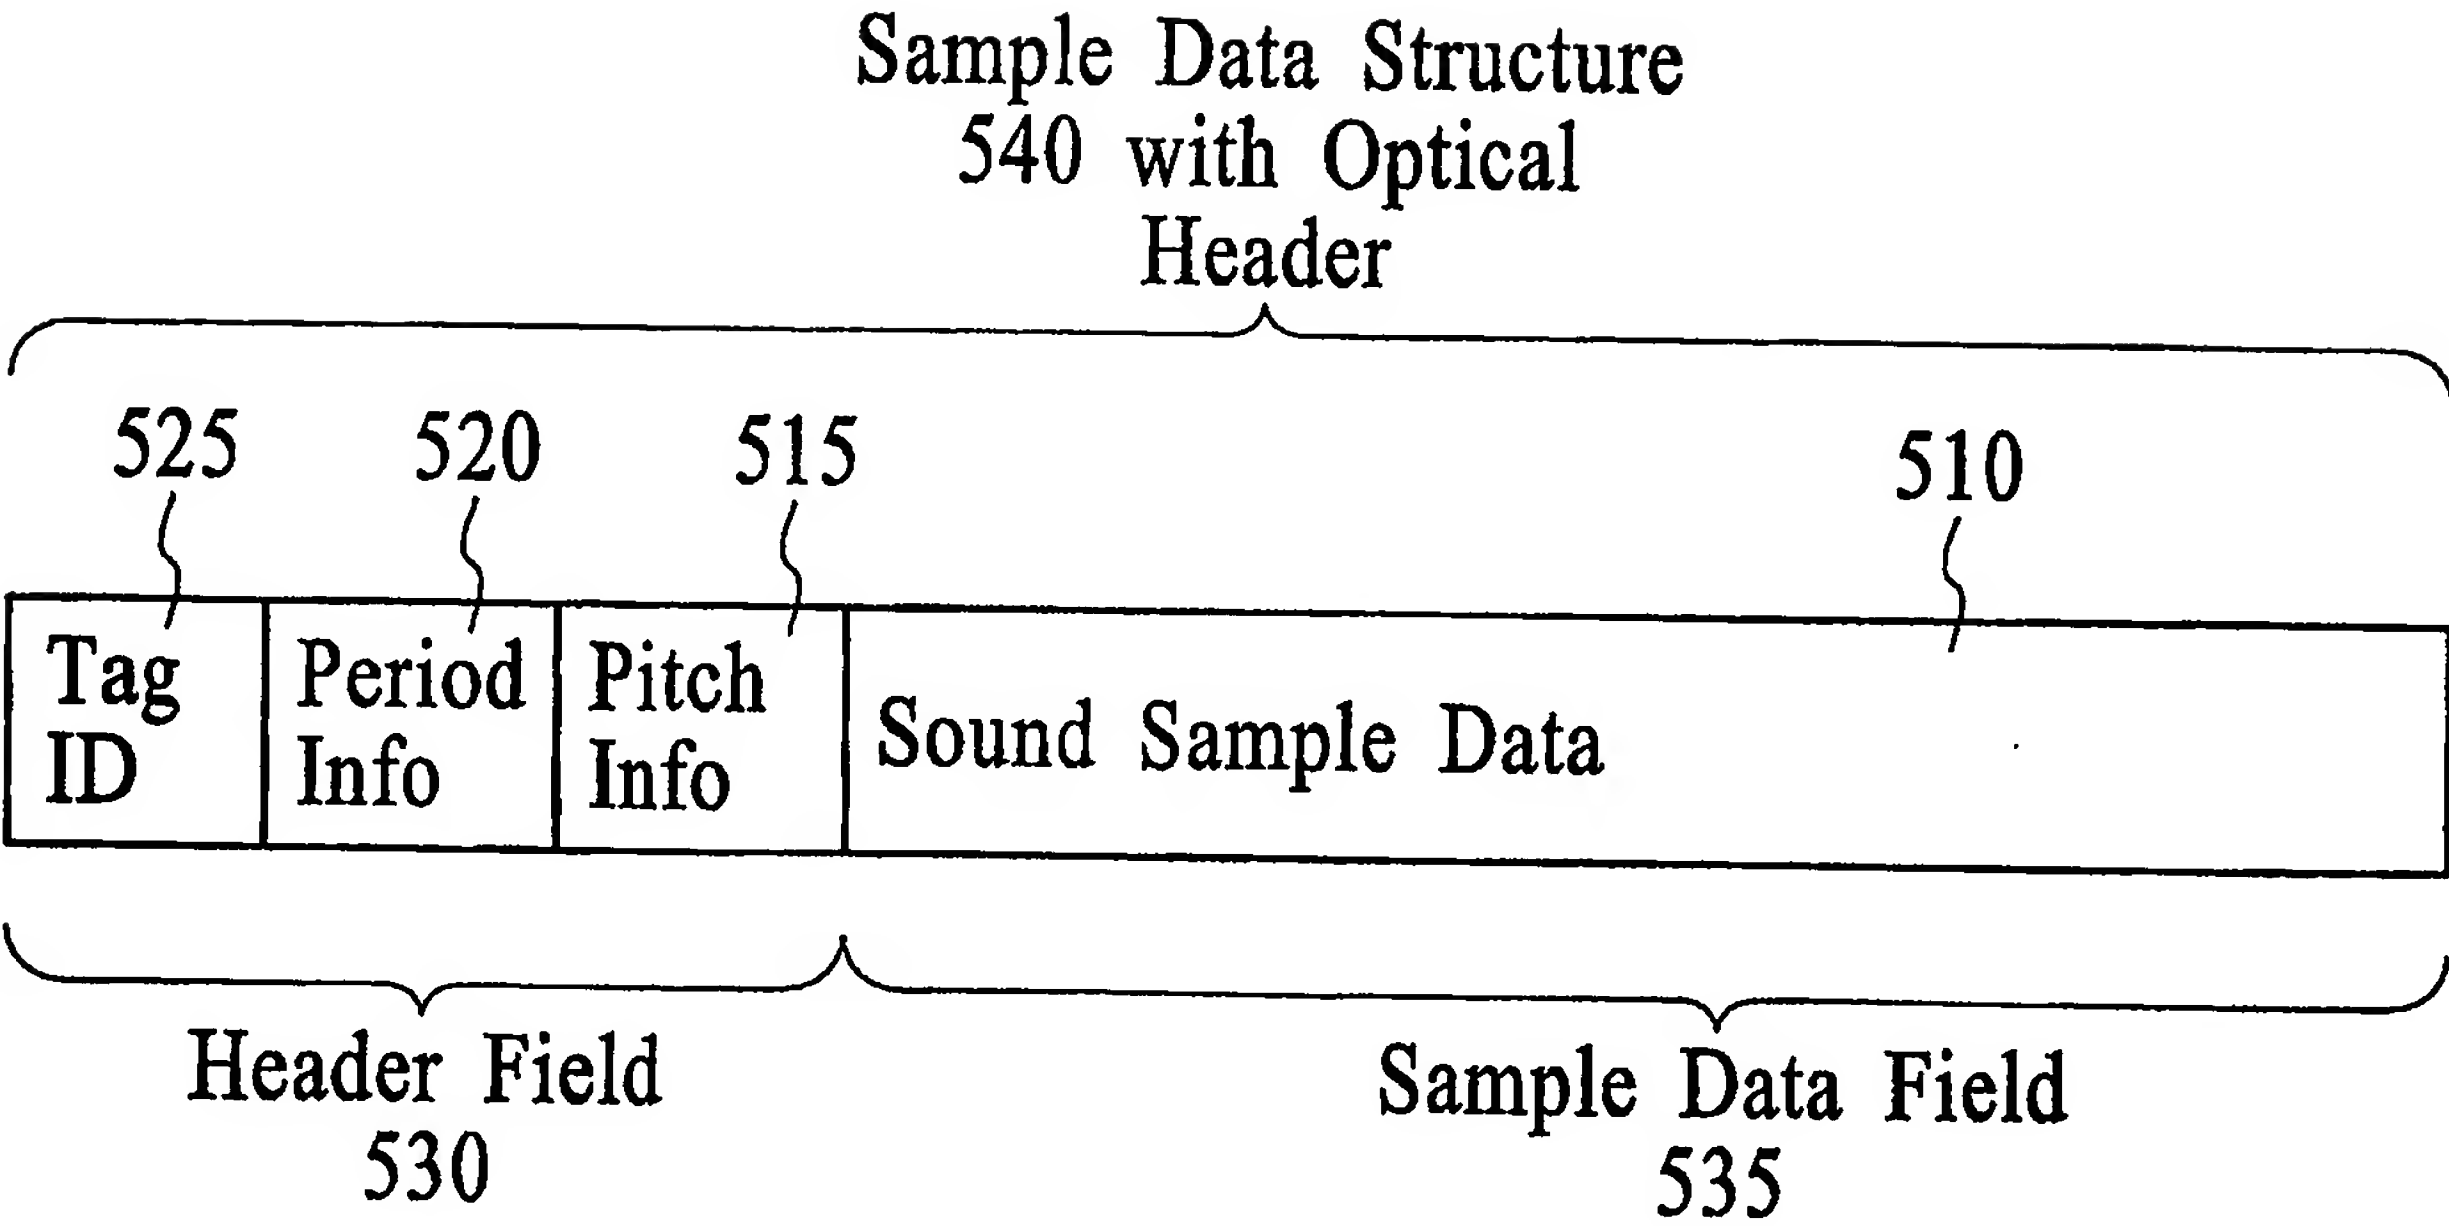 Sample Data Structure
540 with Optical
Header
525 520 515 510
Tag Period Pitch
ID Info Info
Sound Sample Data
Header Field
530
Sample Data Field
535